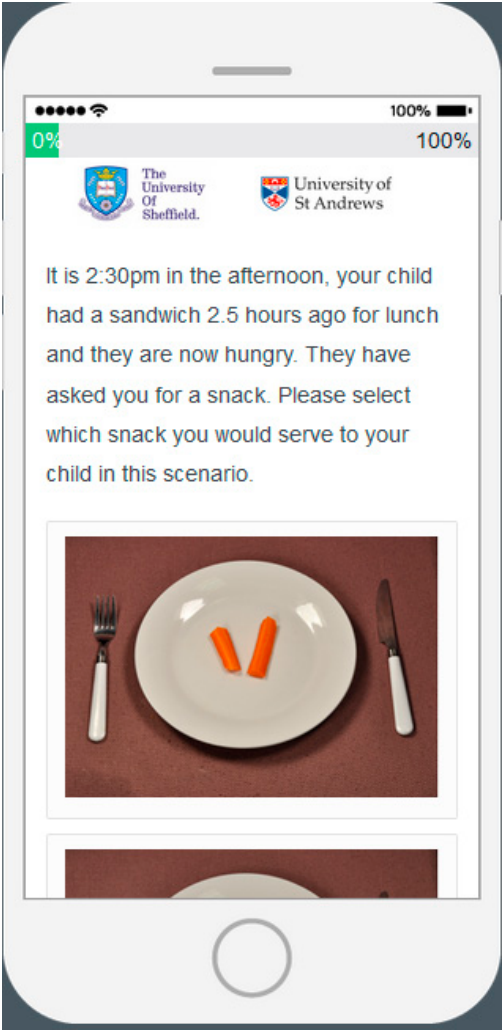 100%
0%
100%
The
University
Of
Sheffield.
University of
St Andrews
It is 2:30pm in the afternoon, your child
had a sandwich 2.5 hours ago for lunch
and they are now hungry. They have
asked you for a snack. Please select
which snack you would serve to your
child in this scenario.